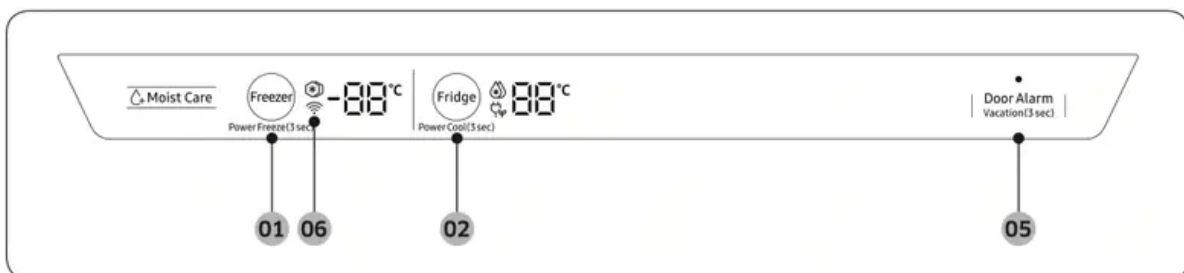 Moist Care
Freezer
Power Freeze(3 sec)
-88°C
Fridge
Power Cool(3 sec)
88°C
Door Alarm
Vacation(3 sec)
01
06
02
05